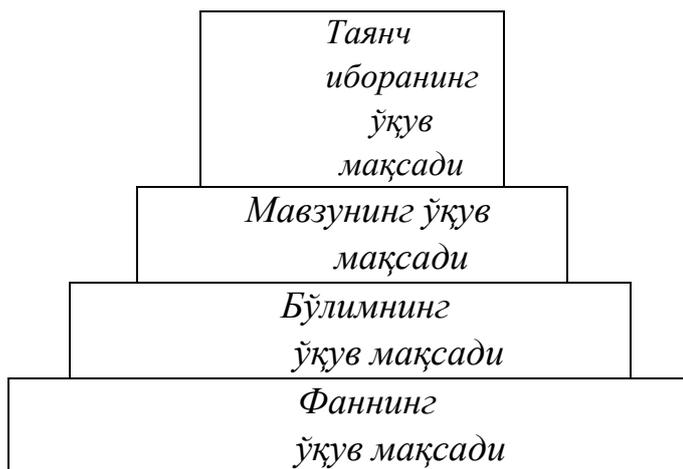 Таянч
иборанинг
ўқув
мақсади
Мавзунинг ўқув
мақсади
Бўлимнинг
ўқув мақсади
Фаннинг
ўқув мақсади